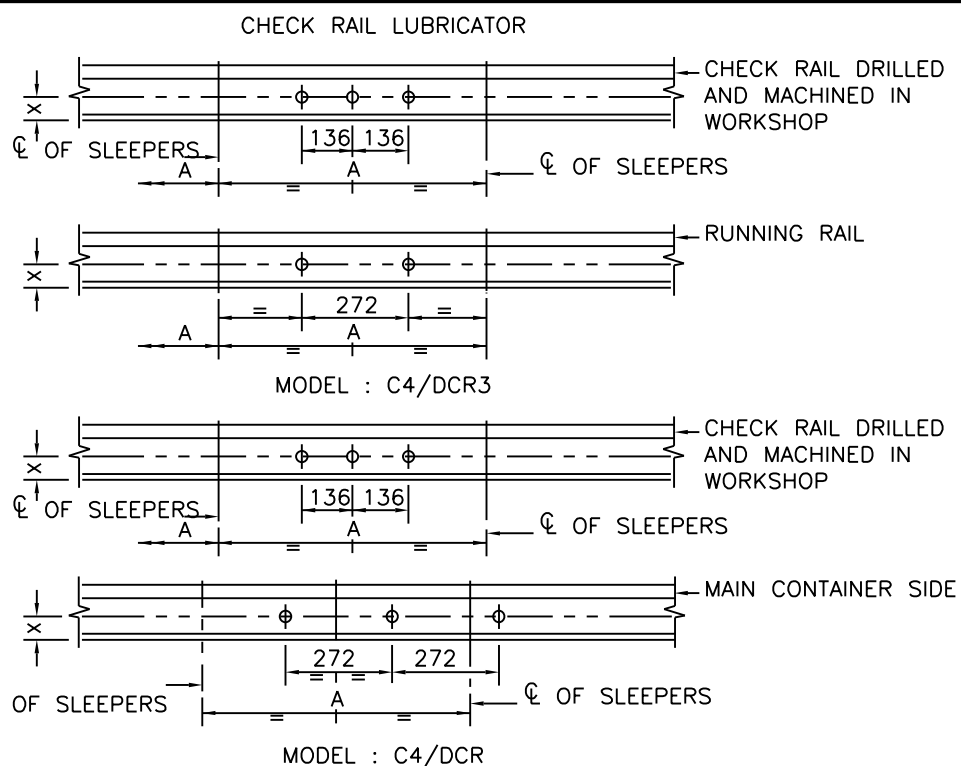 CHECK RAIL LUBRICATOR
CHECK RAIL DRILLED
AND MACHINED IN
WORKSHOP
X
136 136
℄ OF SLEEPERS
A A
= =
℄ OF SLEEPERS
RUNNING RAIL
X
= 272 =
A A
= =
MODEL : C4/DCR3
CHECK RAIL DRILLED
AND MACHINED IN
WORKSHOP
X
136 136
℄ OF SLEEPERS
A A
= =
℄ OF SLEEPERS
MAIN CONTAINER SIDE
X
272 272
= =
OF SLEEPERS
A
= =
℄ OF SLEEPERS
MODEL : C4/DCR